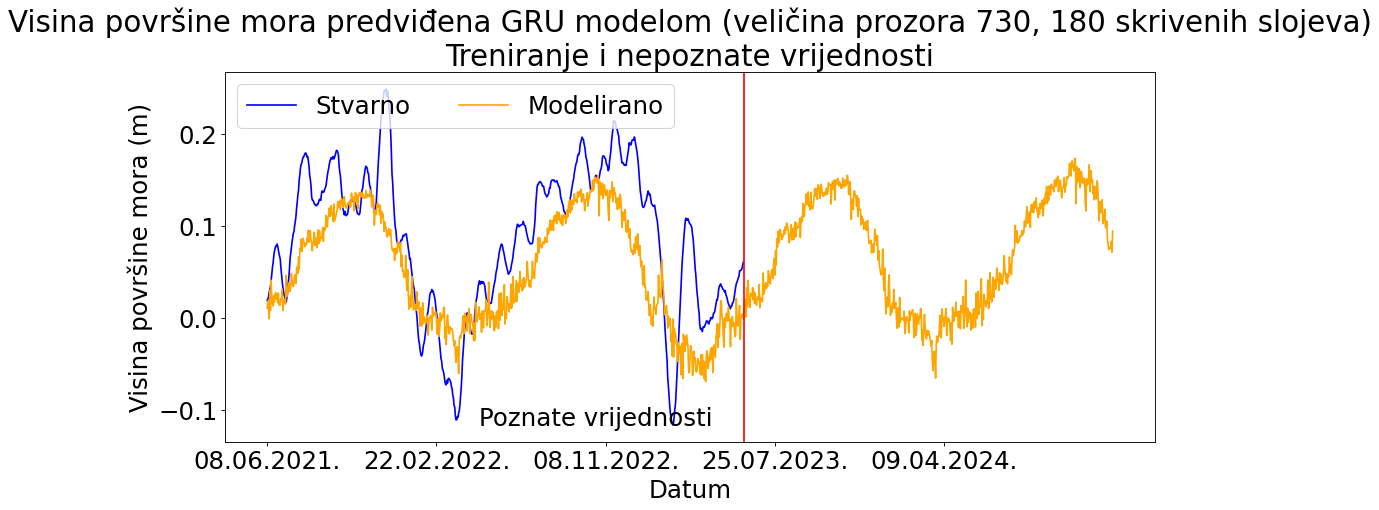 Visina površine mora predviđena GRU modelom (veličina prozora 730, 180 skrivenih slojeva)
Treniranje i nepoznate vrijednosti
Stvarno
Modelirano
Visina površine mora (m)
0.2
0.1
0.0
−0.1
Poznate vrijednosti
08.06.2021.
22.02.2022.
08.11.2022.
25.07.2023.
09.04.2024.
Datum